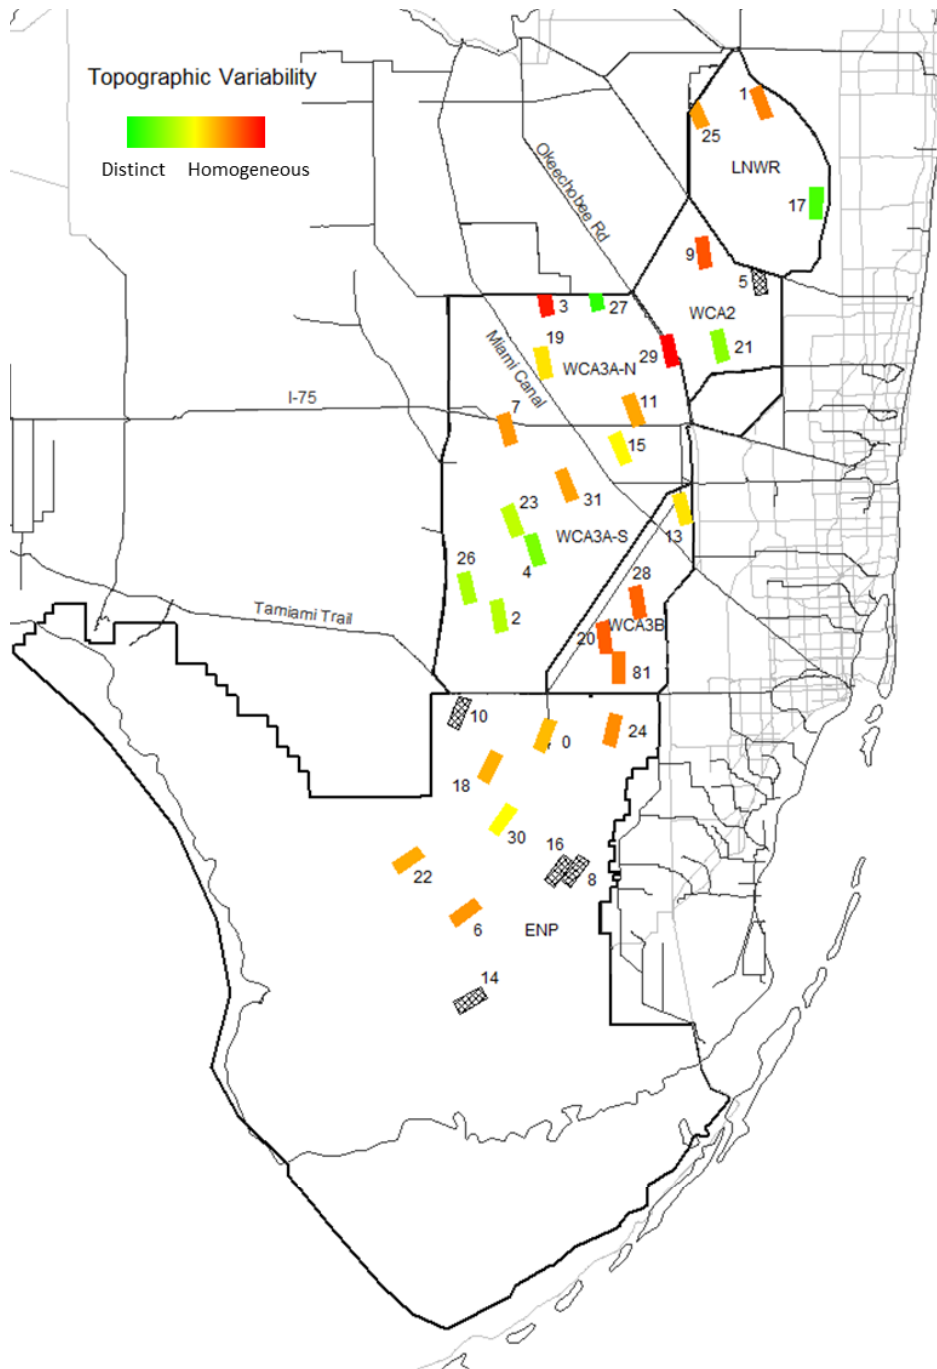 Topographic Variability
Distinct Homogeneous
1
25
LNWR
17
Okeechobee Rd
9
5
WCA2
3
27
19
29
21
WCA3A-N
Miami Canal
I-75
7
11
15
31
23
WCA3A-S
13
4
26
28
2
Tamiami Trail
20
WCA3B
81
10
0
24
18
30
16
8
22
6
ENP
14